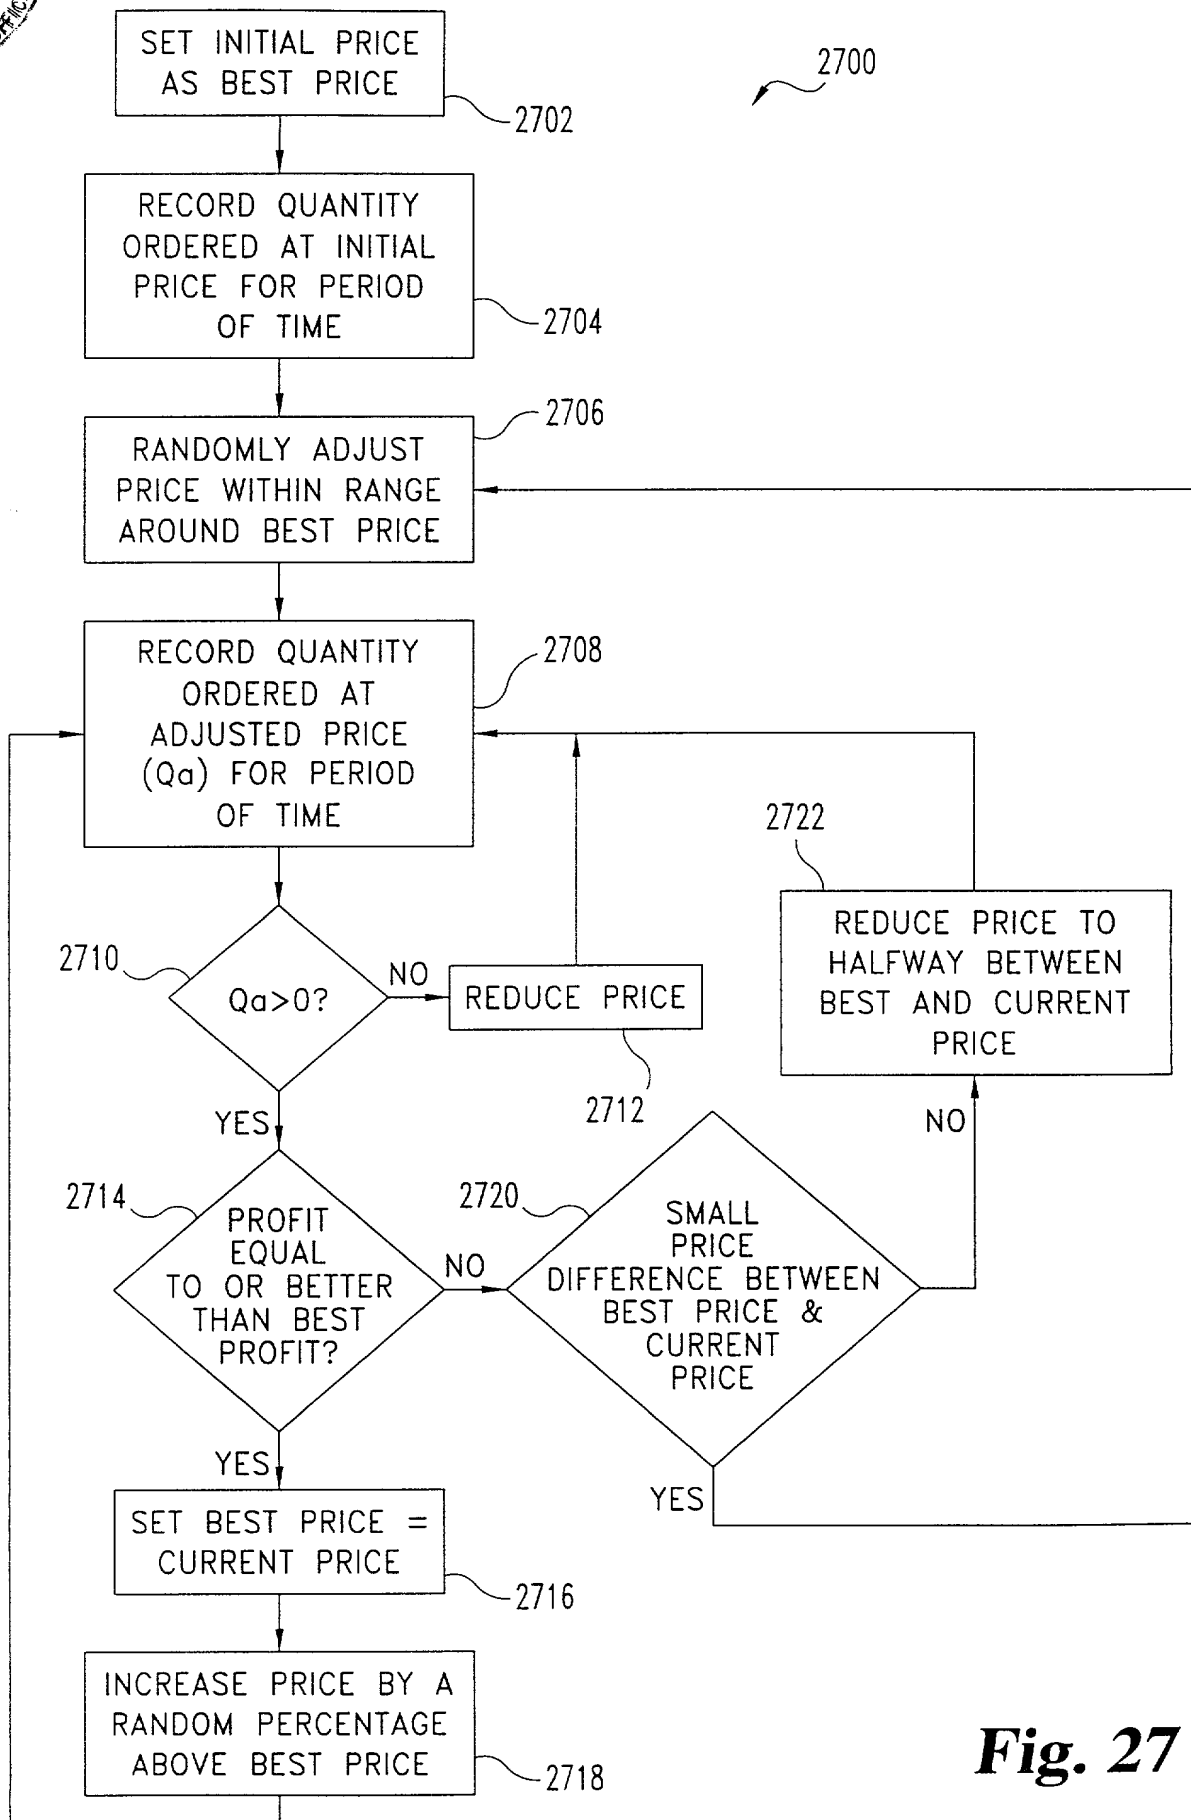 SET INITIAL PRICE
AS BEST PRICE
2702
2700
RECORD QUANTITY
ORDERED AT INITIAL
PRICE FOR PERIOD
OF TIME
2704
2706
RANDOMLY ADJUST
PRICE WITHIN RANGE
AROUND BEST PRICE
RECORD QUANTITY
ORDERED AT
ADJUSTED PRICE
(Qa) FOR PERIOD
OF TIME
2708
2710
Qa>0?
NO
REDUCE PRICE
2712
2722
REDUCE PRICE TO
HALFWAY BETWEEN
BEST AND CURRENT
PRICE
YES
NO
2714
PROFIT
EQUAL
TO OR BETTER
THAN BEST
PROFIT?
NO
2720
SMALL
PRICE
DIFFERENCE BETWEEN
BEST PRICE &
CURRENT
PRICE
YES
YES
SET BEST PRICE =
CURRENT PRICE
2716
INCREASE PRICE BY A
RANDOM PERCENTAGE
ABOVE BEST PRICE
2718
Fig. 27